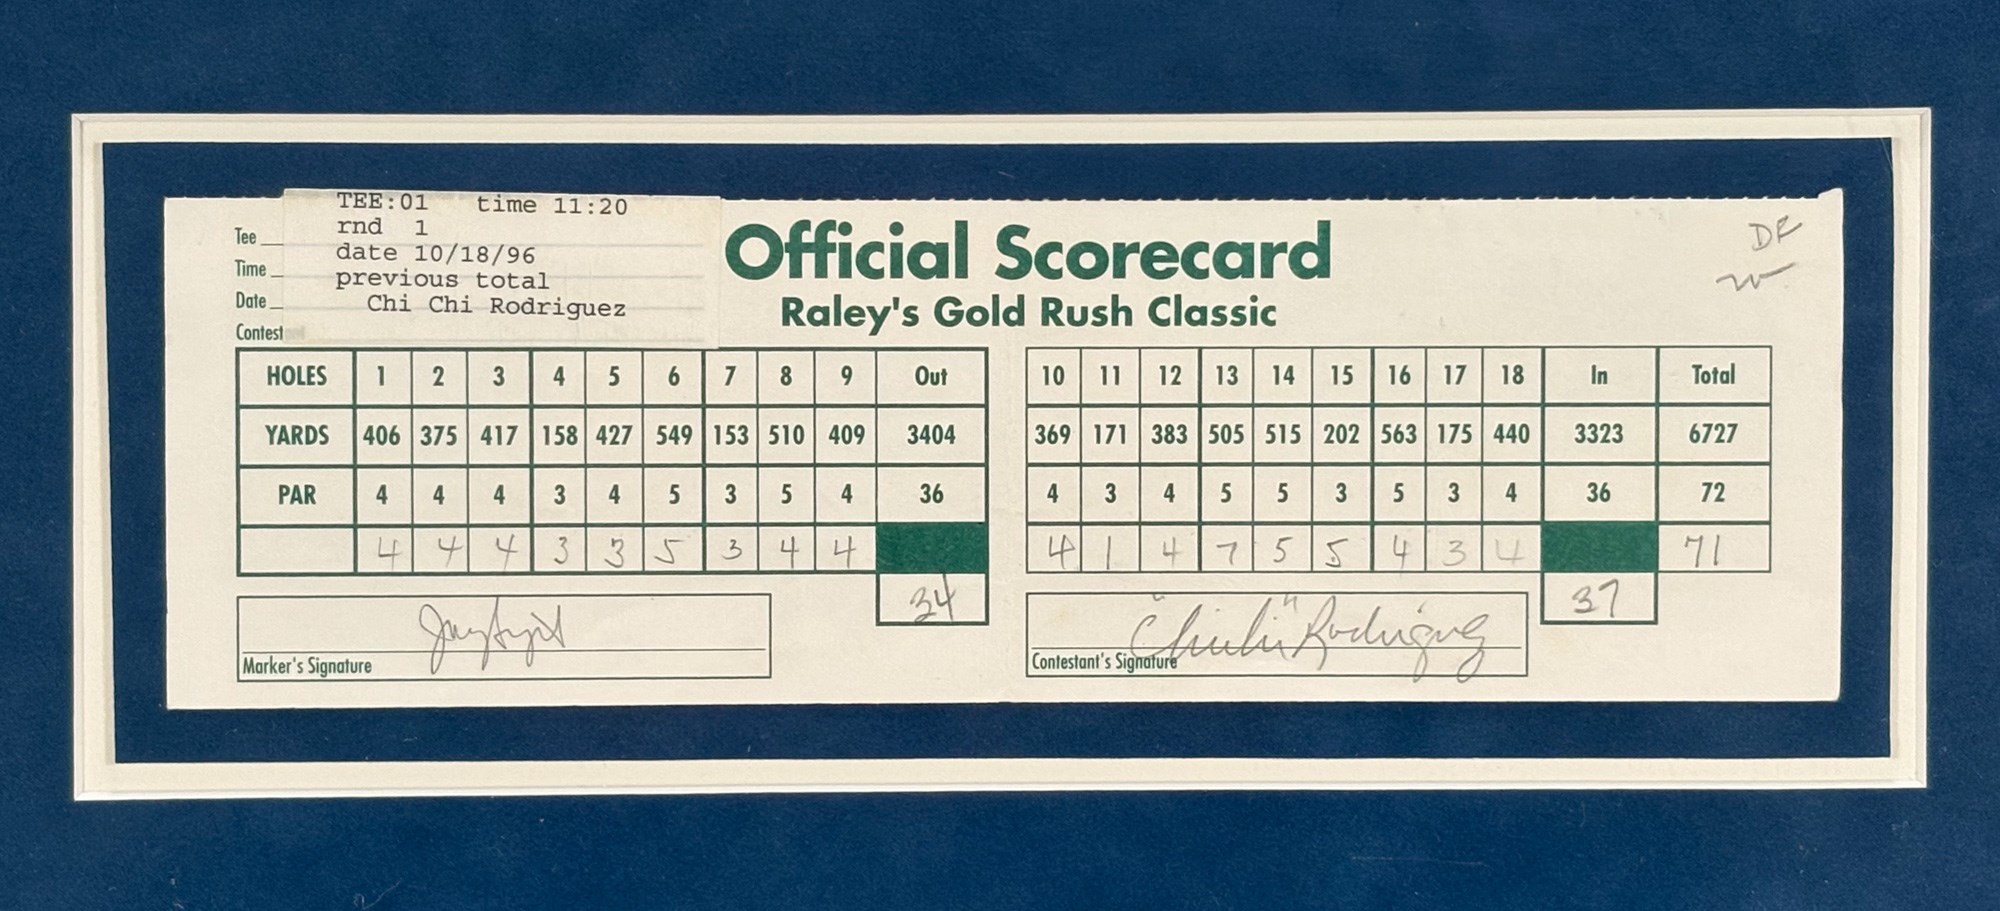 TEE:01 time 11:20
rnd 1
date 10/18/96
previous total
Chi Chi Rodriguez
Tee
Time
Date
Contest
Official Scorecard
Raley's Gold Rush Classic
DF
HOLES 1 2 3 4 5 6 7 8 9 Out
YARDS 406 375 417 158 427 549 153 510 409 3404
PAR 4 4 4 3 4 5 3 5 4 36
4 4 4 3 3 5 3 4 4
34
10 11 12 13 14 15 16 17 18 In Total
369 171 383 505 515 202 563 175 440 3323 6727
4 3 4 5 5 3 5 3 4 36 72
4 1 4 7 5 5 4 3 4 71
37
Marker's Signature
"Chi Chi" Rodriguez
Contestant's Signature